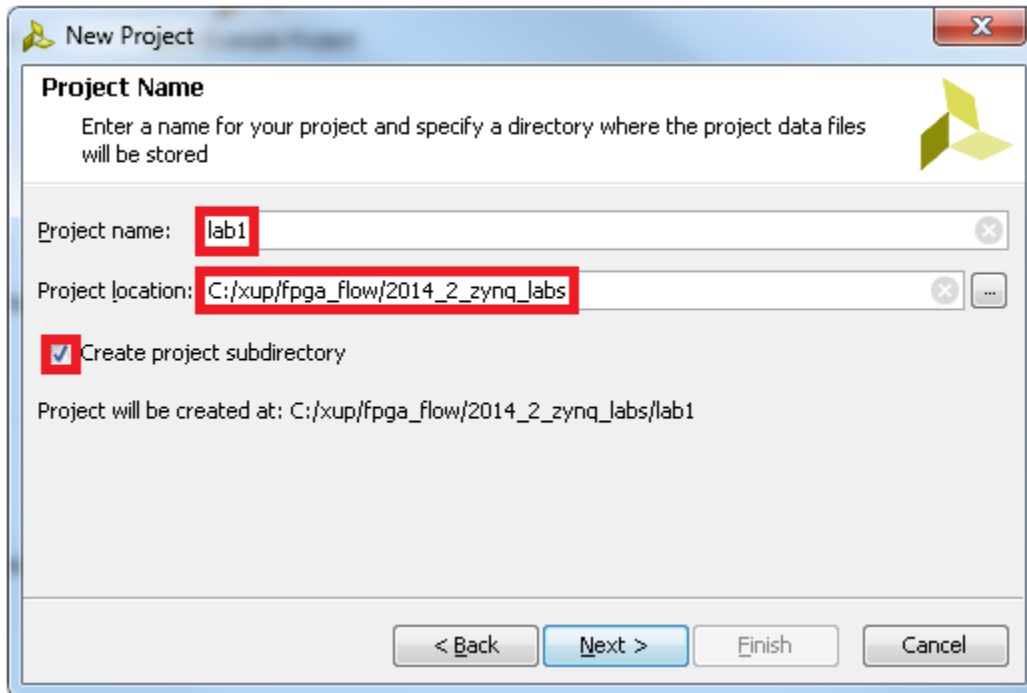 New Project
Project Name
Enter a name for your project and specify a directory where the project data files
will be stored
Project name: lab1
Project location: C:/xup/fpga_flow/2014_2_zynq_labs ...
Create project subdirectory
Project will be created at: C:/xup/fpga_flow/2014_2_zynq_labs/lab1
< Back Next > Finish Cancel